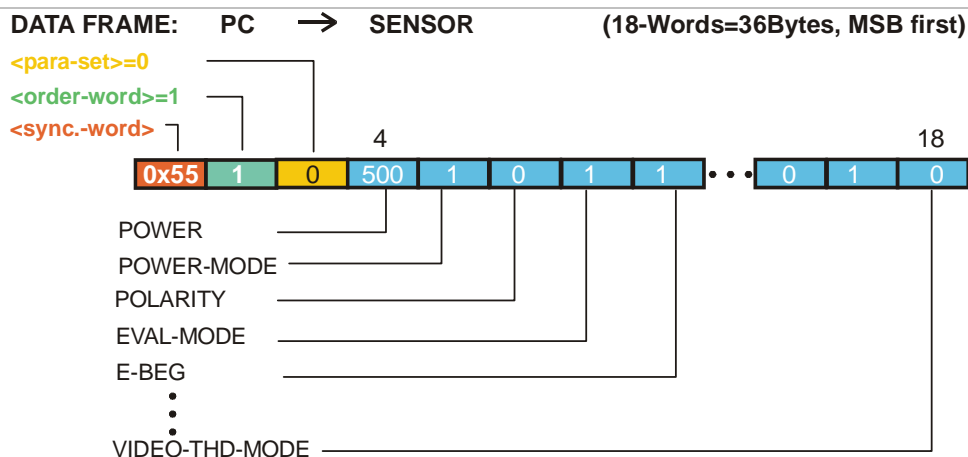 DATA FRAME: PC → SENSOR (18-Words=36Bytes, MSB first)
<para-set>=0
<order-word>=1
<sync.-word>
4 18
0x55 1 0 500 1 0 1 1 ••• 0 1 0
POWER
POWER-MODE
POLARITY
EVAL-MODE
E-BEG
VIDEO-THD-MODE